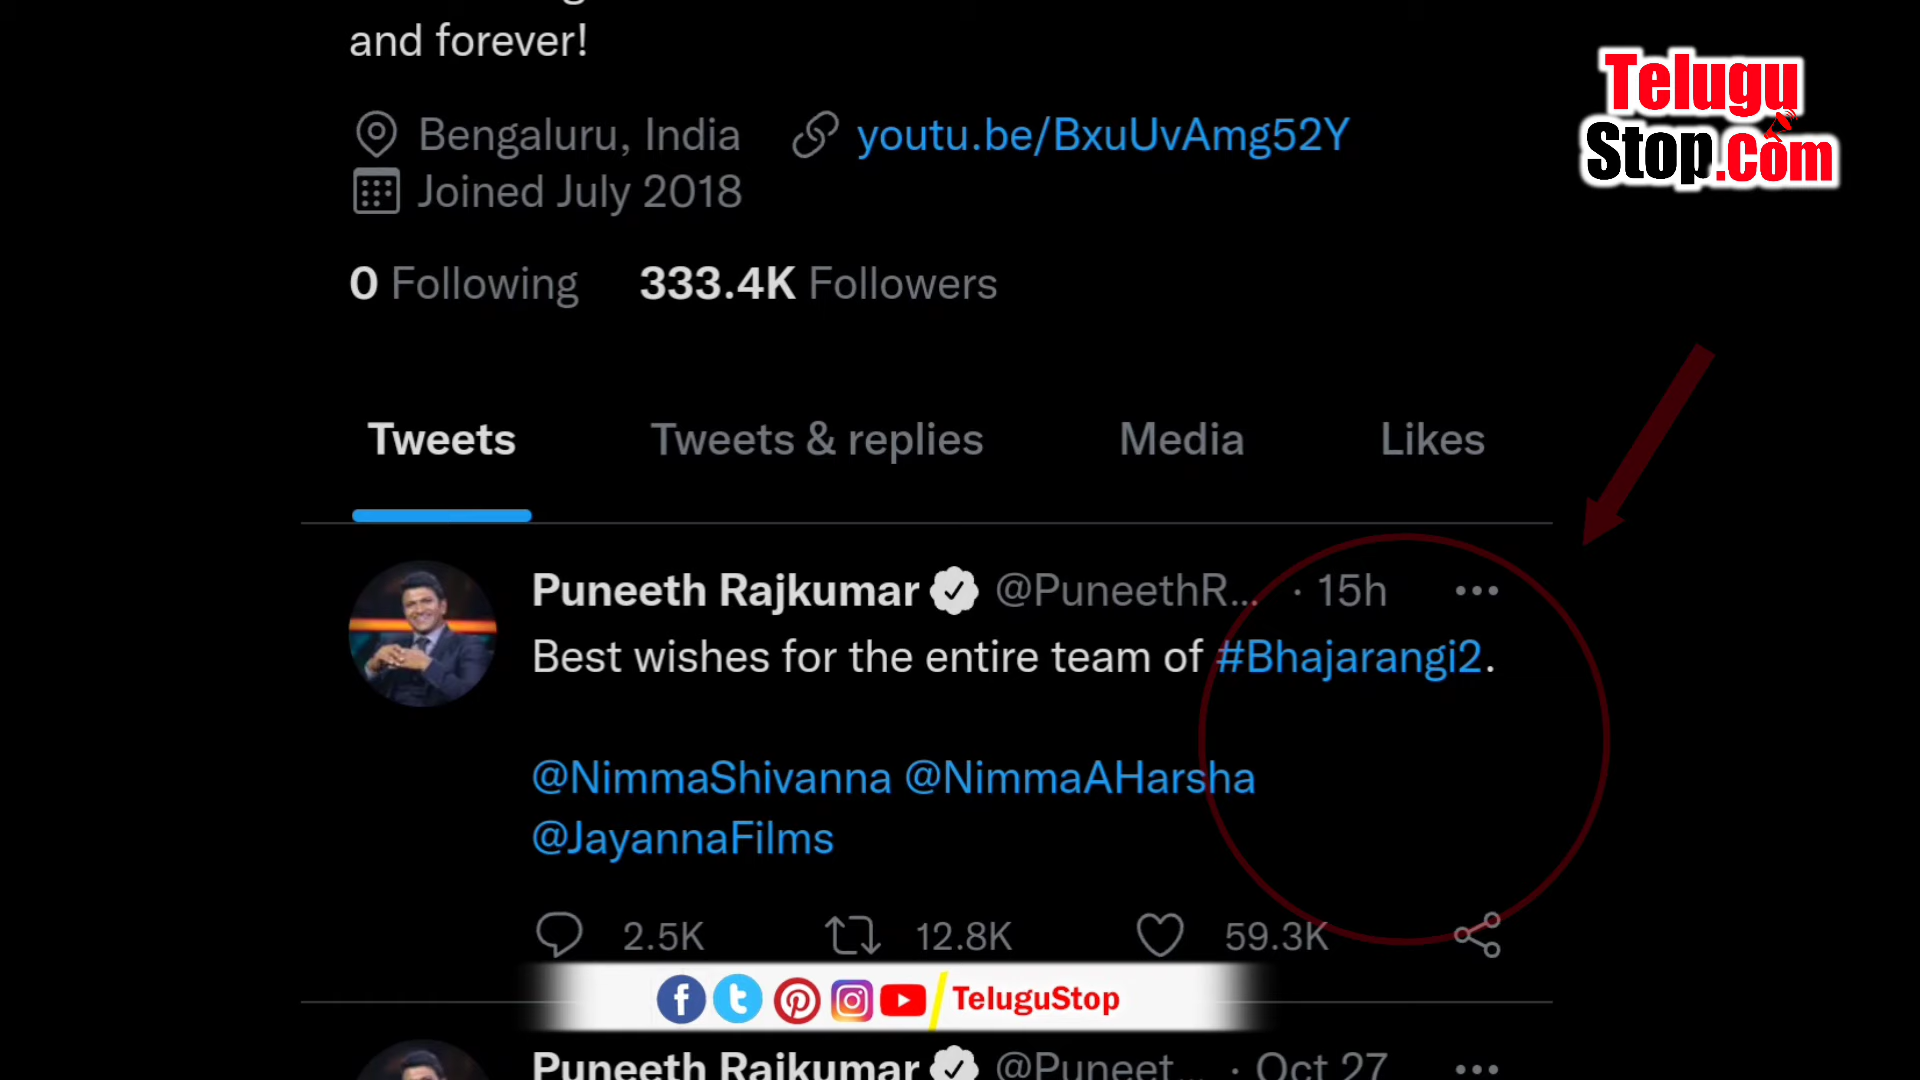 and forever!
Telugu
Stop.Com
Bengaluru, India youtu.be/BxuUvAmg52Y
Joined July 2018
0 Following 333.4K Followers
Tweets Tweets & replies Media Likes
Puneeth Rajkumar @PuneethR... · 15h
Best wishes for the entire team of #Bhajarangi2.
@NimmaShivanna @NimmaAHarsha
@JayannaFilms
2.5K 12.8K 59.3K
TeluguStop
Puneeth Rajkumar @Puneet... · Oct 27